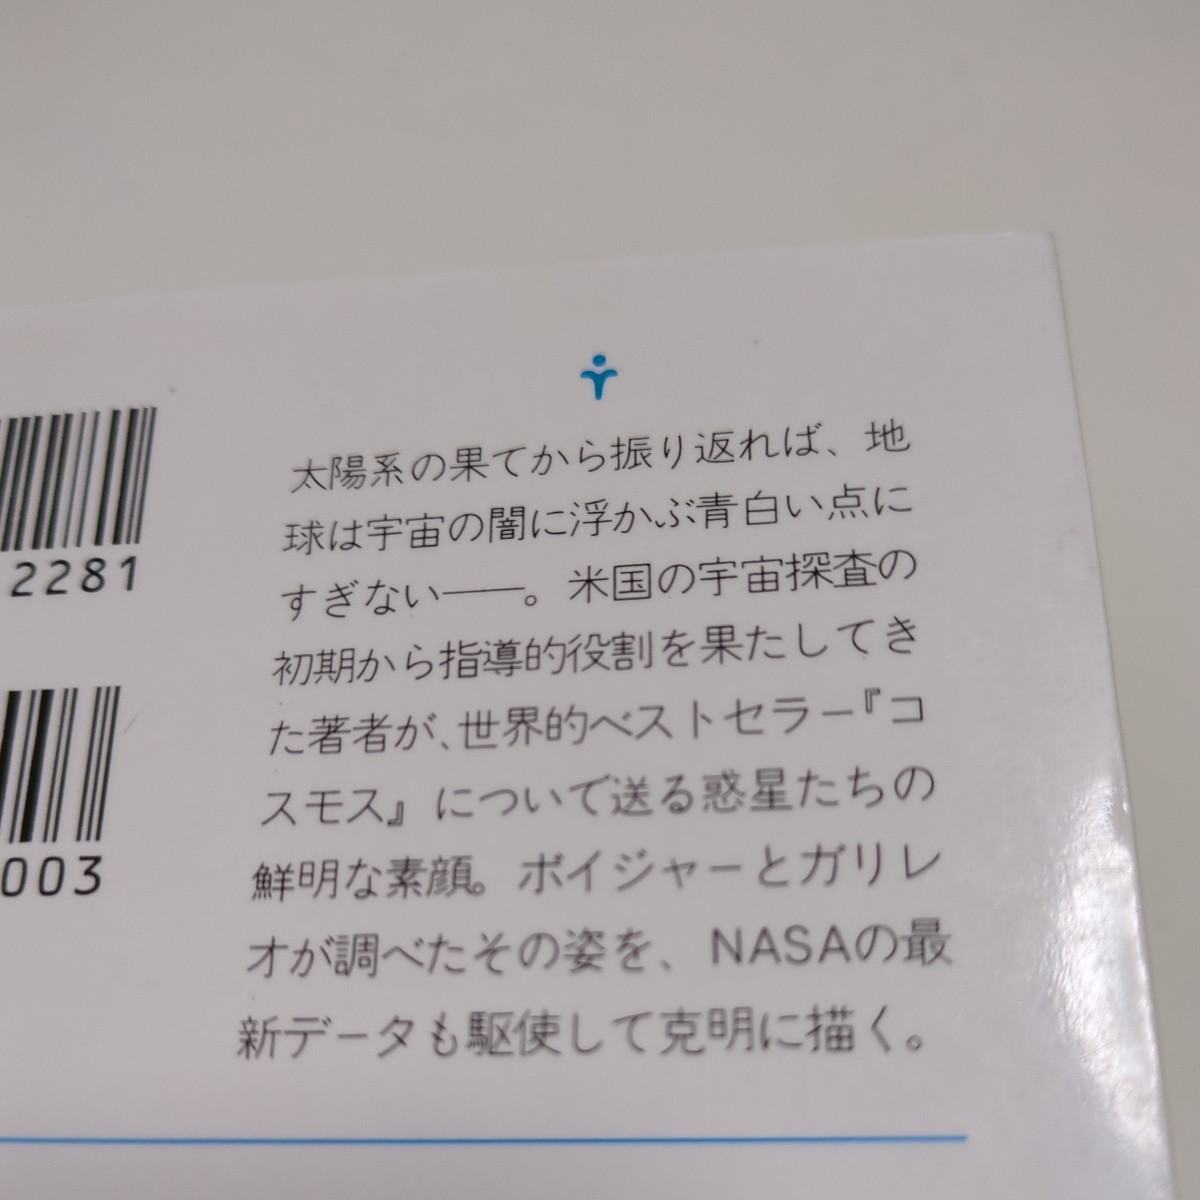 2281
003
太陽系の果てから振り返れば、地
球は宇宙の闇に浮かぶ青白い点に
すぎない――。米国の宇宙探査の
初期から指導的役割を果たしてき
た著者が、世界的ベストセラー『コ
スモス』について送る惑星たちの
鮮明な素顔。ボイジャーとガリレ
オが調べたその姿を、NASAの最
新データも駆使して克明に描く。